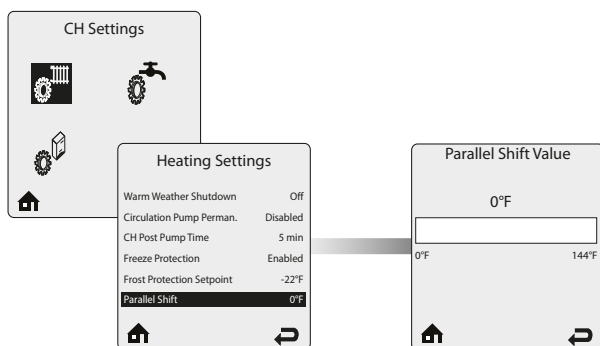 CH Settings
Heating Settings
Warm Weather Shutdown Off
Circulation Pump Perman. Disabled
CH Post Pump Time 5 min
Freeze Protection Enabled
Frost Protection Setpoint -22°F
Parallel Shift 0°F
Parallel Shift Value
0°F
0°F 144°F